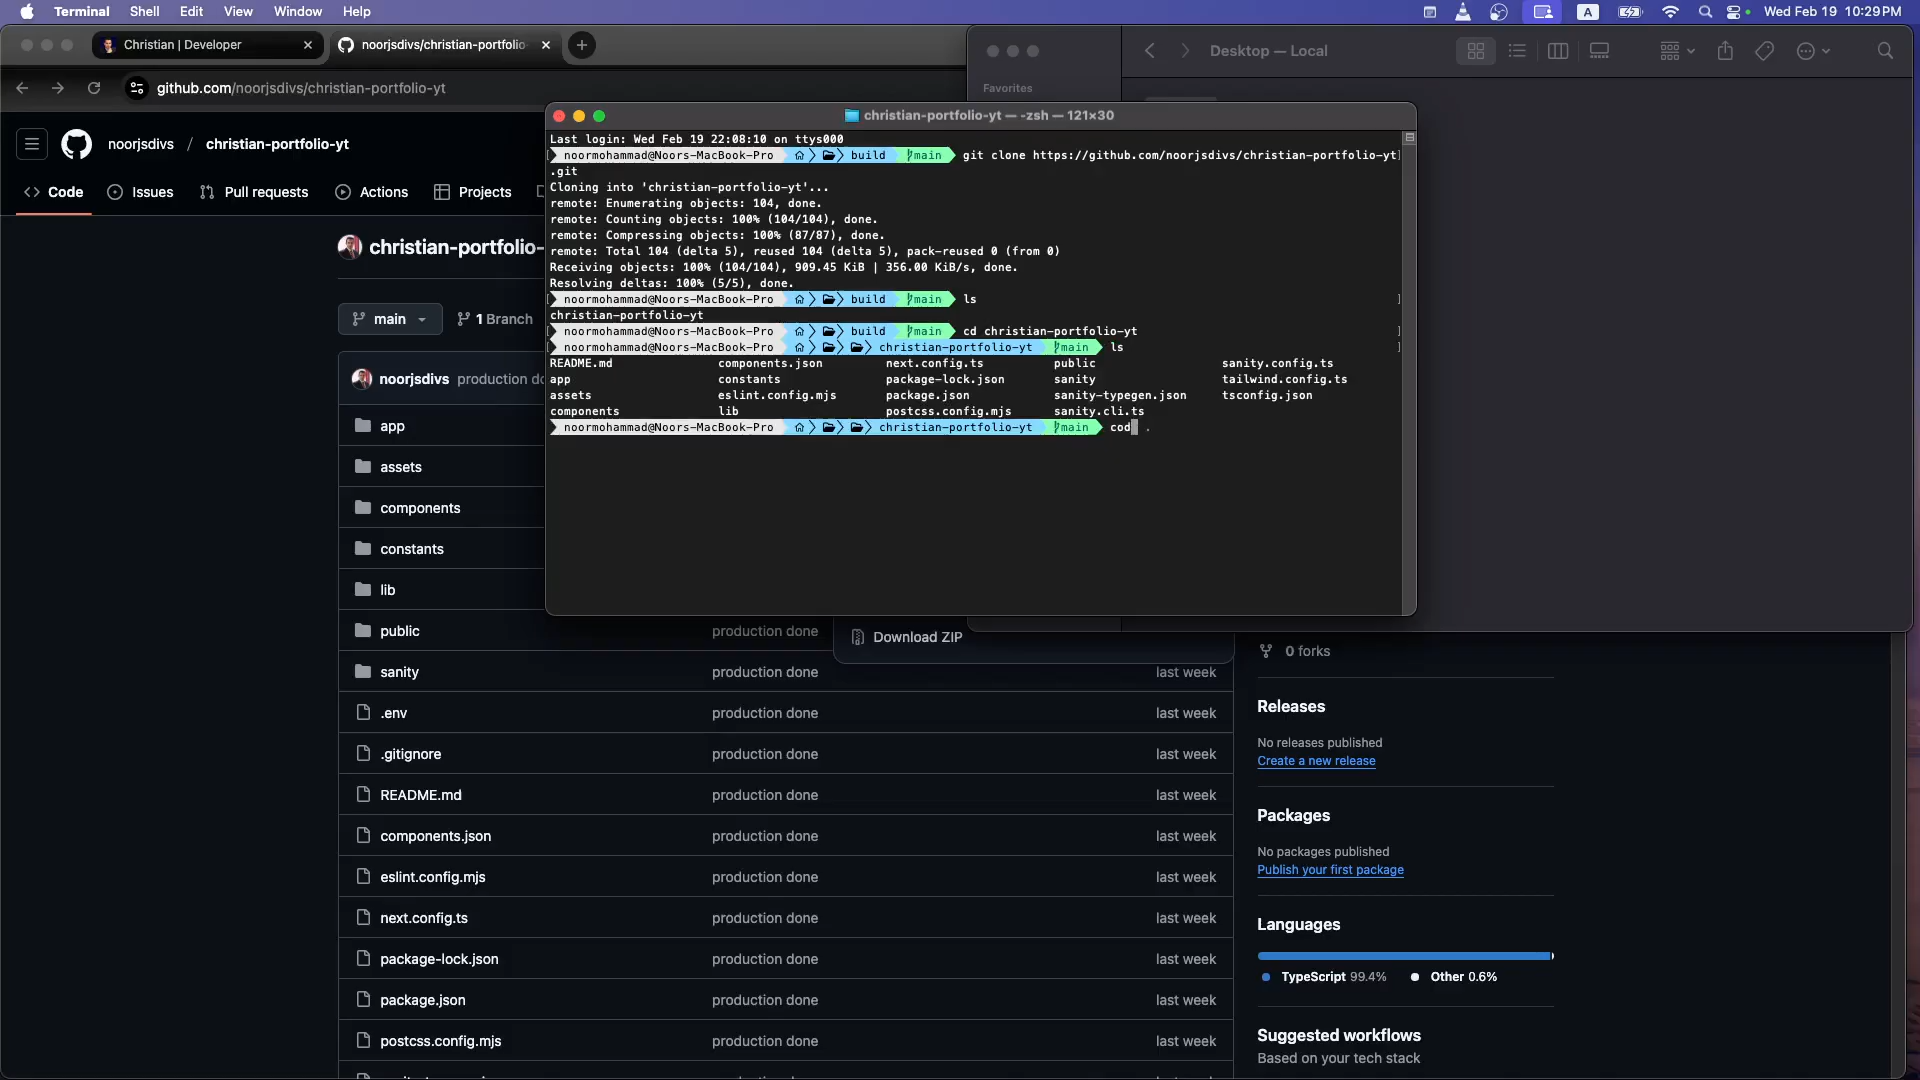 Terminal Shell Edit View Window Help
A
Wed Feb 19 10:29 PM
Christian | Developer
noorjsdivs/christian-portfolio
github.com/noorjsdivs/christian-portfolio-yt
Desktop — Local
Favorites
noorjsdivs / christian-portfolio-yt
Code
Issues
Pull requests
Actions
Projects
christian-portfolio-
main
1 Branch
noorjsdivs production do
app
assets
components
constants
lib
public production done
sanity production done last week
.env production done last week
.gitignore production done last week
README.md production done last week
components.json production done last week
eslint.config.mjs production done last week
next.config.ts production done last week
package-lock.json production done last week
package.json production done last week
postcss.config.mjs production done last week
christian-portfolio-yt — -zsh — 121×30
Last login: Wed Feb 19 22:08:10 on ttys000
noormohammad@Noors-MacBook-Pro build main git clone https://github.com/noorjsdivs/christian-portfolio-yt
.git
Cloning into 'christian-portfolio-yt'...
remote: Enumerating objects: 104, done.
remote: Counting objects: 100% (104/104), done.
remote: Compressing objects: 100% (87/87), done.
remote: Total 104 (delta 5), reused 104 (delta 5), pack-reused 0 (from 0)
Receiving objects: 100% (104/104), 909.45 KiB | 356.00 KiB/s, done.
Resolving deltas: 100% (5/5), done.
noormohammad@Noors-MacBook-Pro build main ls
christian-portfolio-yt
noormohammad@Noors-MacBook-Pro build main cd christian-portfolio-yt
noormohammad@Noors-MacBook-Pro christian-portfolio-yt main ls
README.md components.json next.config.ts public sanity.config.ts
app constants package-lock.json sanity tailwind.config.ts
assets eslint.config.mjs package.json sanity-typegen.json tsconfig.json
components lib postcss.config.mjs sanity.cli.ts
noormohammad@Noors-MacBook-Pro christian-portfolio-yt main cod .
Download ZIP
0 forks
Releases
No releases published
Create a new release
Packages
No packages published
Publish your first package
Languages
TypeScript 99.4%
Other 0.6%
Suggested workflows
Based on your tech stack